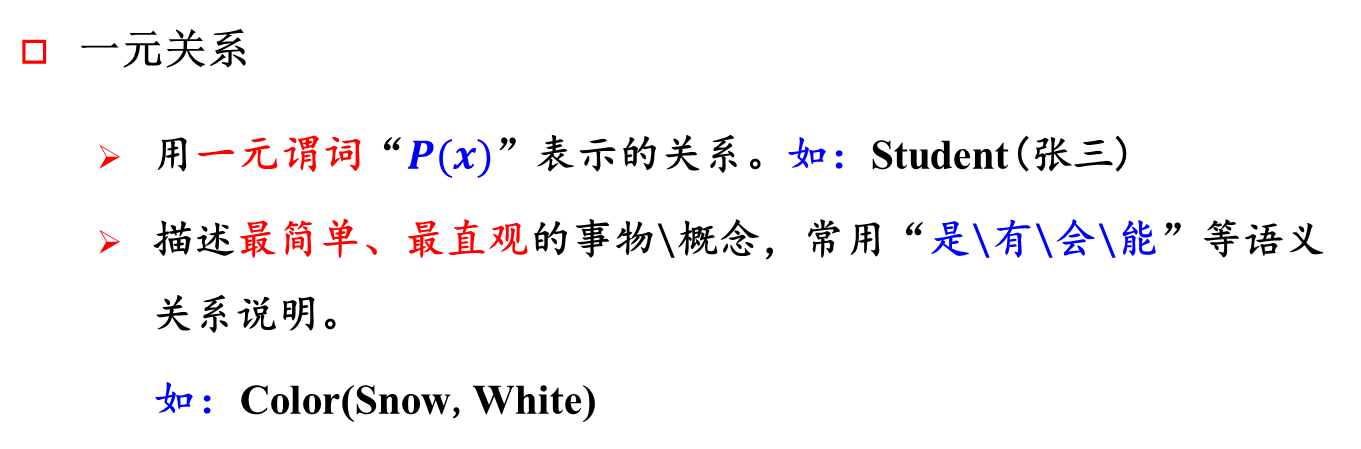 一元关系
用一元谓词“P(x)”表示的关系。如：Student(张三)
描述最简单、最直观的事物\概念，常用“是\有\会\能”等语义
关系说明。
如：Color(Snow, White)